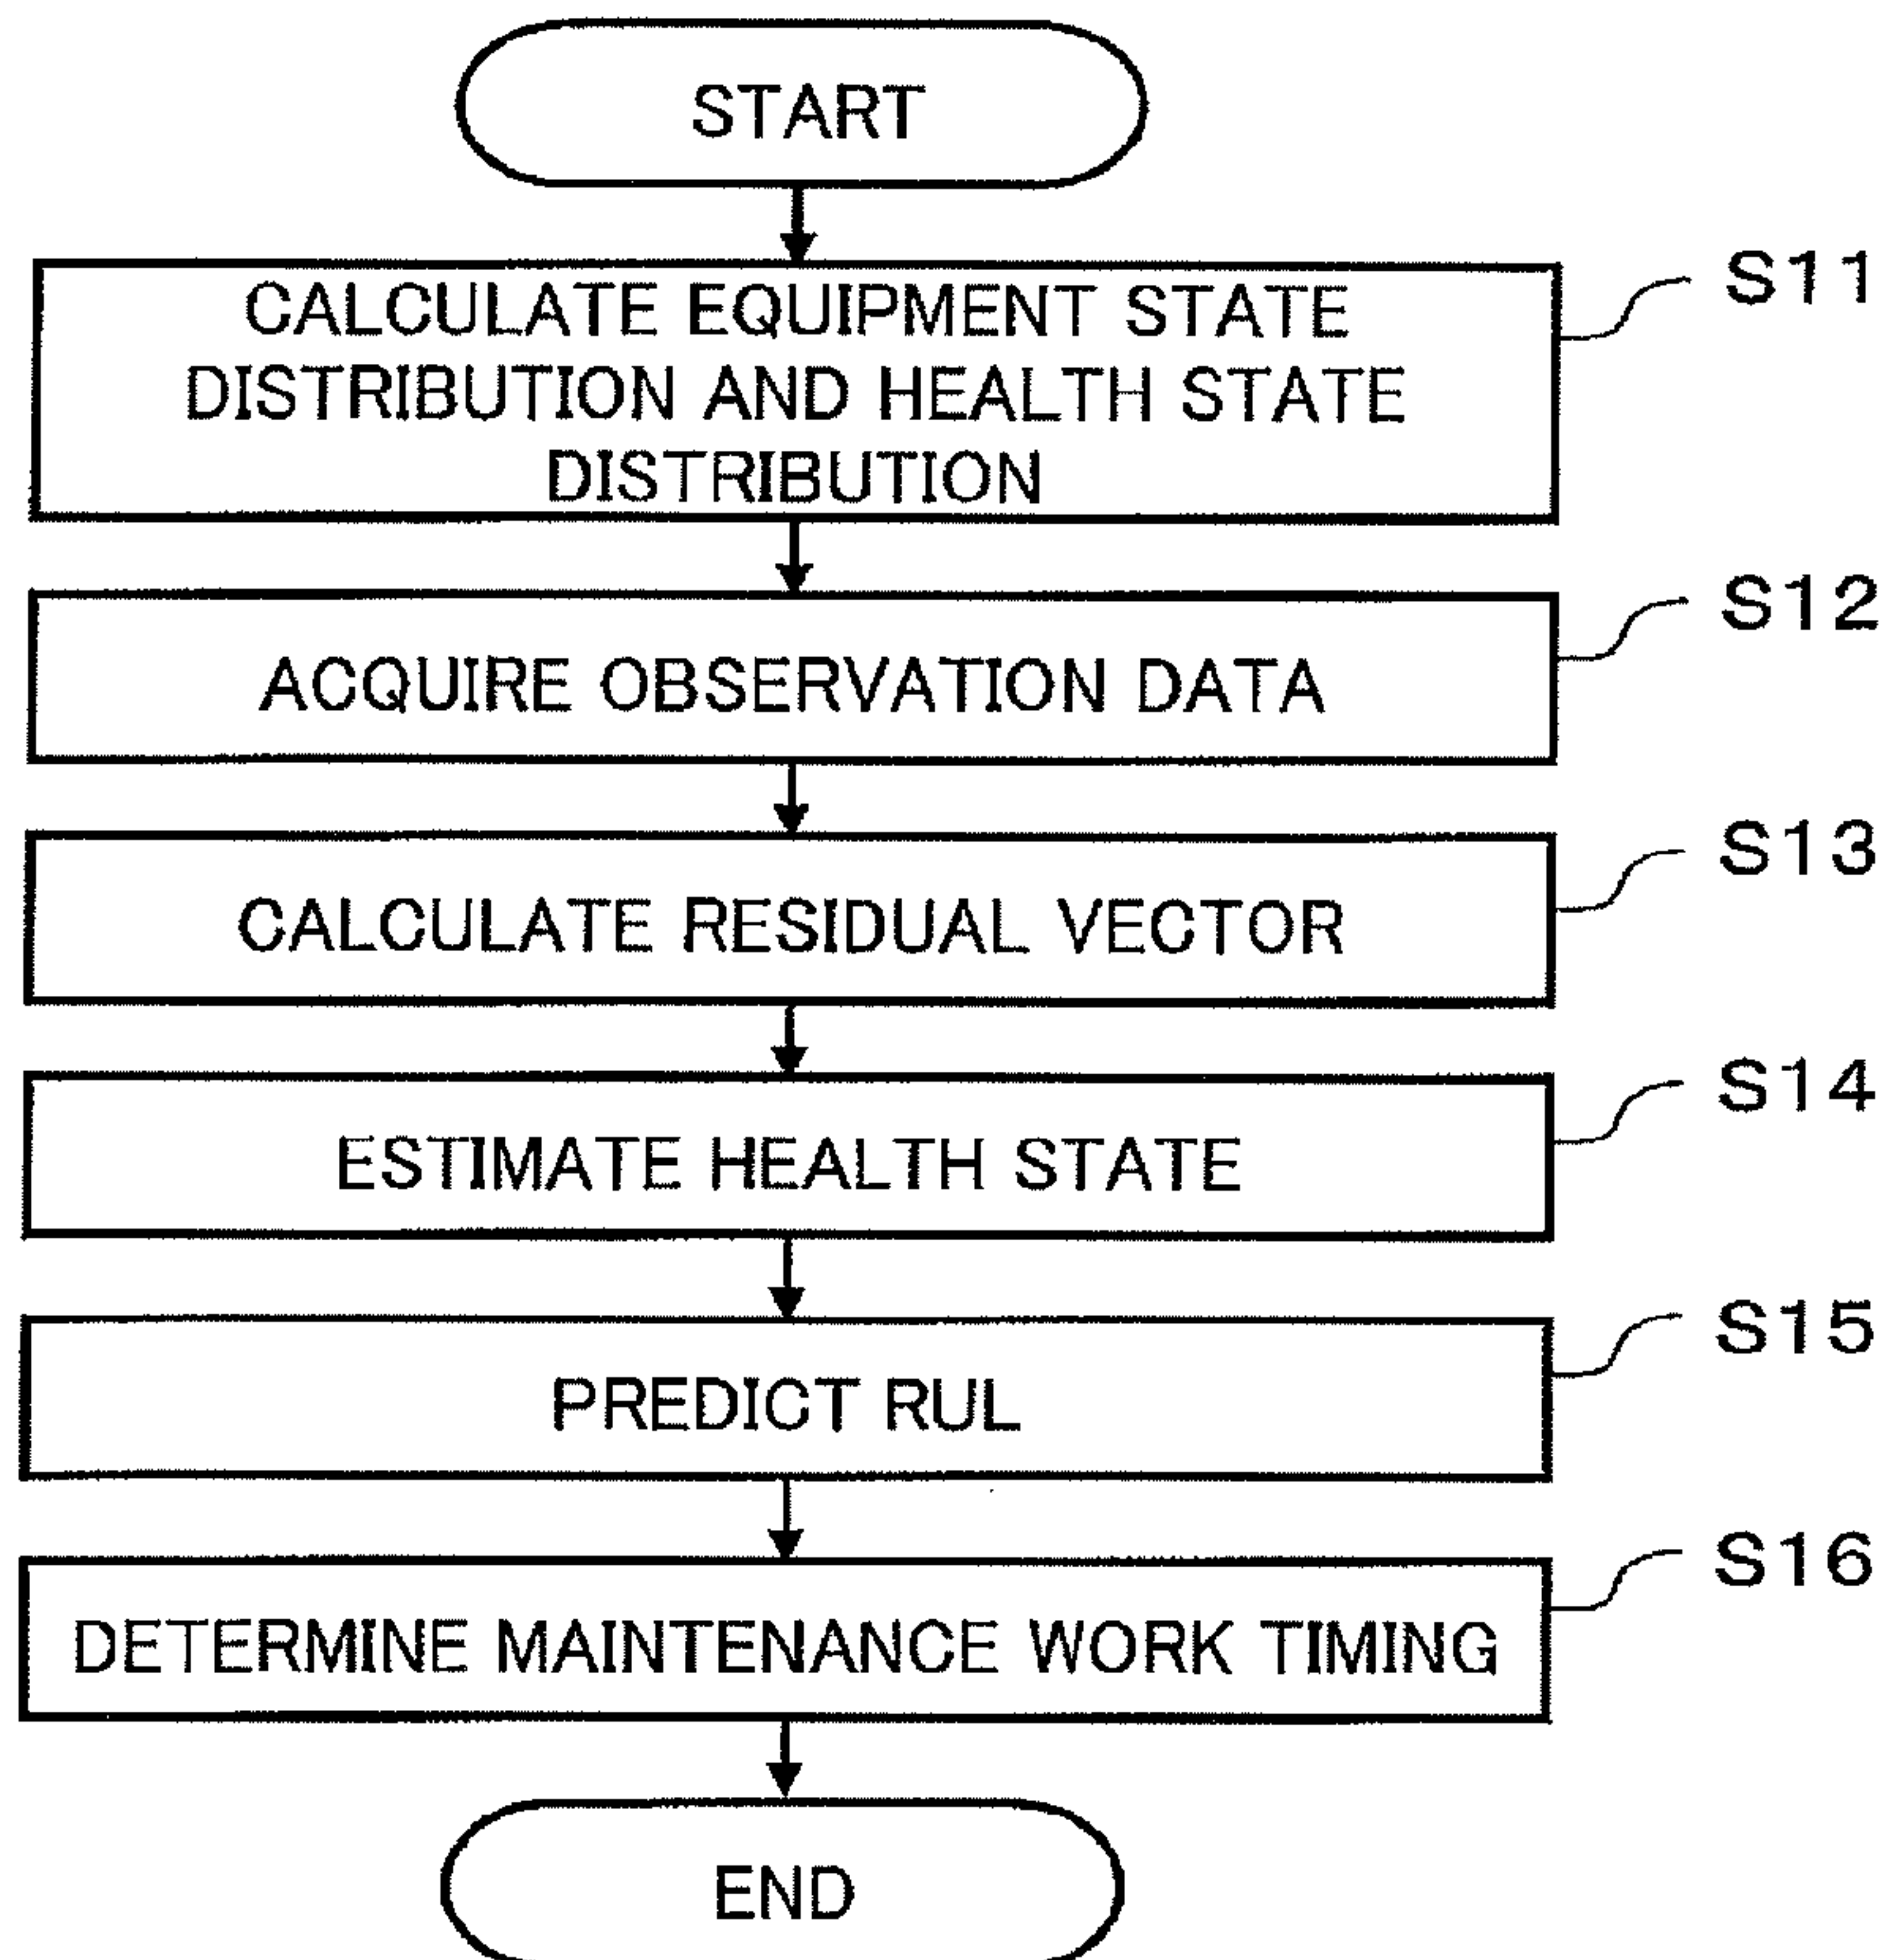 START
CALCULATE EQUIPMENT STATE
DISTRIBUTION AND HEALTH STATE
DISTRIBUTION
S11
ACQUIRE OBSERVATION DATA
S12
CALCULATE RESIDUAL VECTOR
S13
ESTIMATE HEALTH STATE
S14
PREDICT RUL
S15
DETERMINE MAINTENANCE WORK TIMING
S16
END